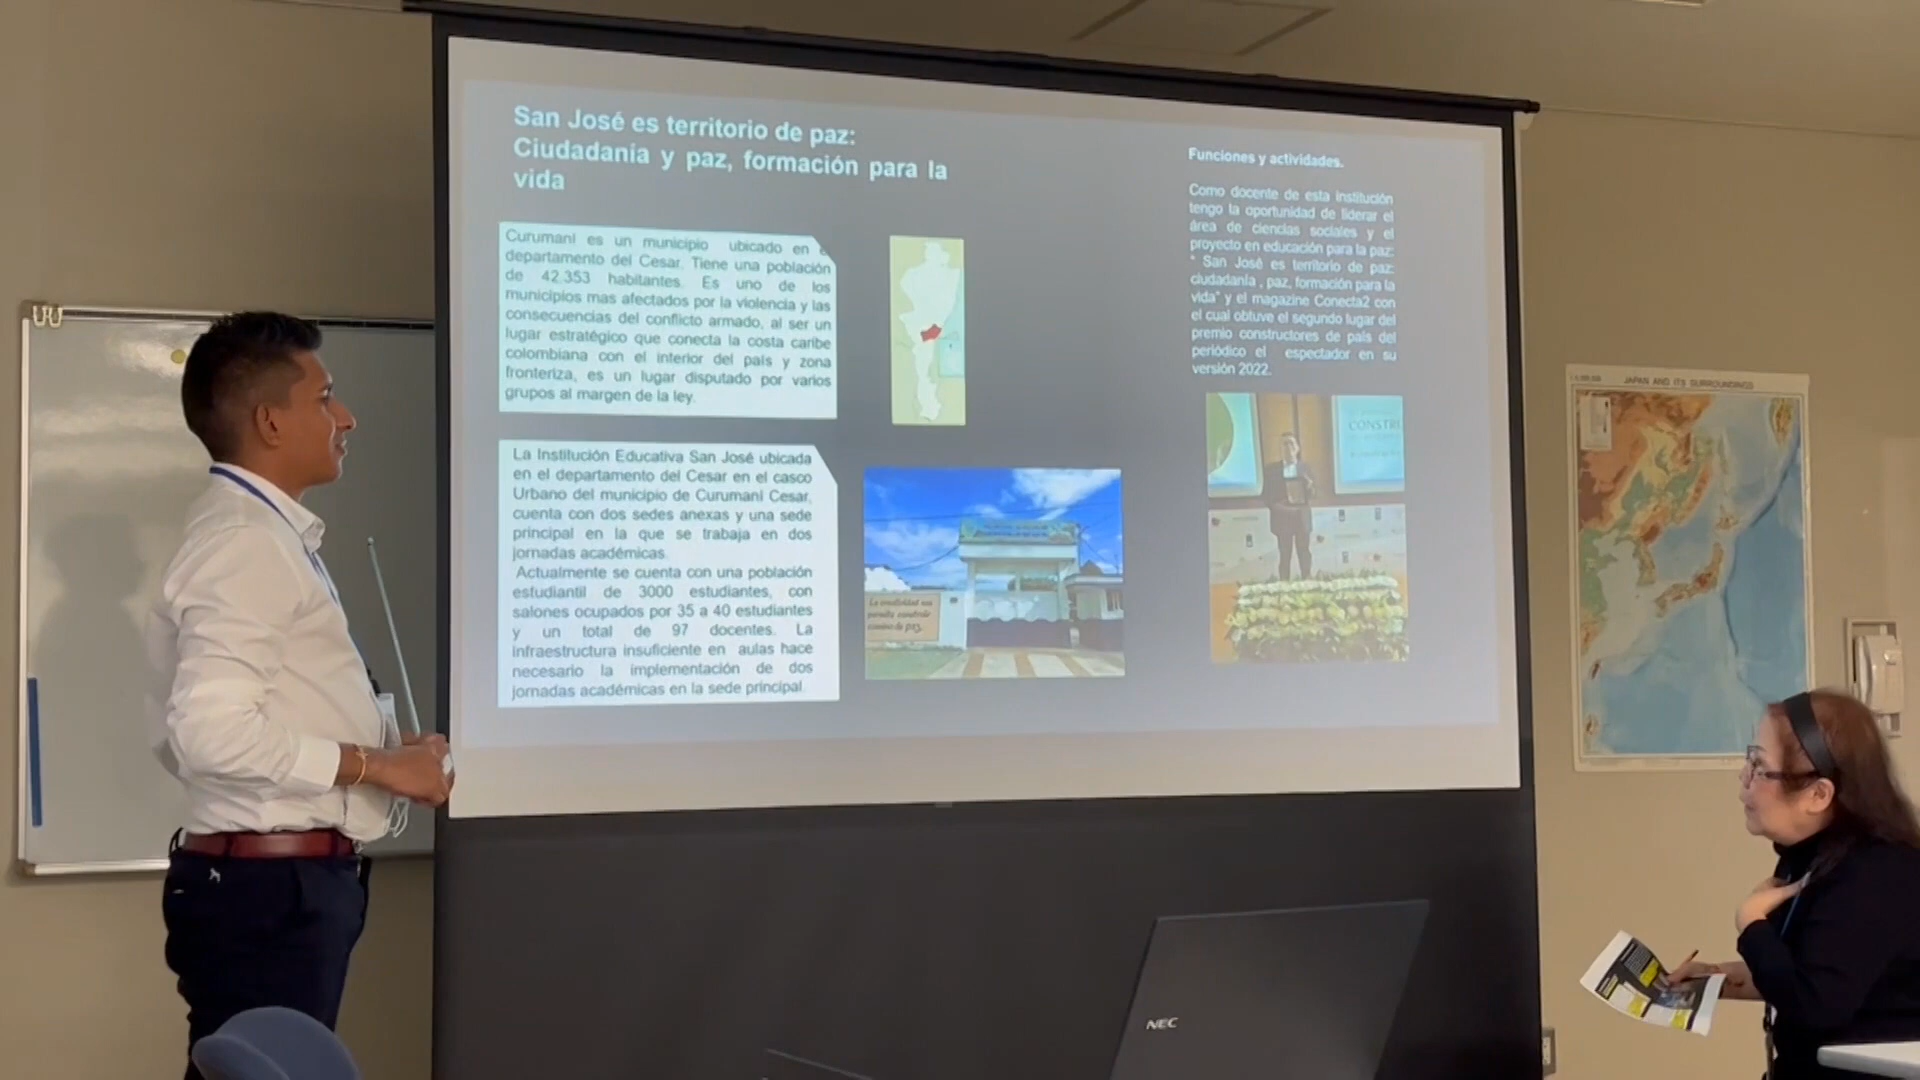 San José es territorio de paz:
Ciudadanía y paz, formación para la
vida
Curumaní es un municipio ubicado en
departamento del Cesar. Tiene una población
de 42.353 habitantes. Es uno de los
municipios mas afectados por la violencia y las
consecuencias del conflicto armado, al ser un
lugar estratégico que conecta la costa caribe
colombiana con el interior del país y zona
fronteriza, es un lugar disputado por varios
grupos al margen de la ley.
La Institución Educativa San José ubicada
en el departamento del Cesar en el casco
Urbano del municipio de Curumaní Cesar,
cuenta con dos sedes anexas y una sede
principal en la que se trabaja en dos
jornadas académicas.
Actualmente se cuenta con una población
estudiantil de 3000 estudiantes, con
salones ocupados por 35 a 40 estudiantes
y un total de 97 docentes. La
infraestructura insuficiente en aulas hace
necesario la implementación de dos
jornadas académicas en la sede principal.
La creatividad nos
permite construir
camino de paz.
Funciones y actividades.
Como docente de esta institución
tengo la oportunidad de liderar el
área de ciencias sociales y el
proyecto en educación para la paz:
" San José es territorio de paz:
ciudadanía , paz, formación para la
vida" y el magazine Conecta2 con
el cual obtuve el segundo lugar del
premio constructores de país del
periódico el espectador en su
versión 2022.
CONSTRU
JAPAN AND ITS SURROUNDINGS
NEC